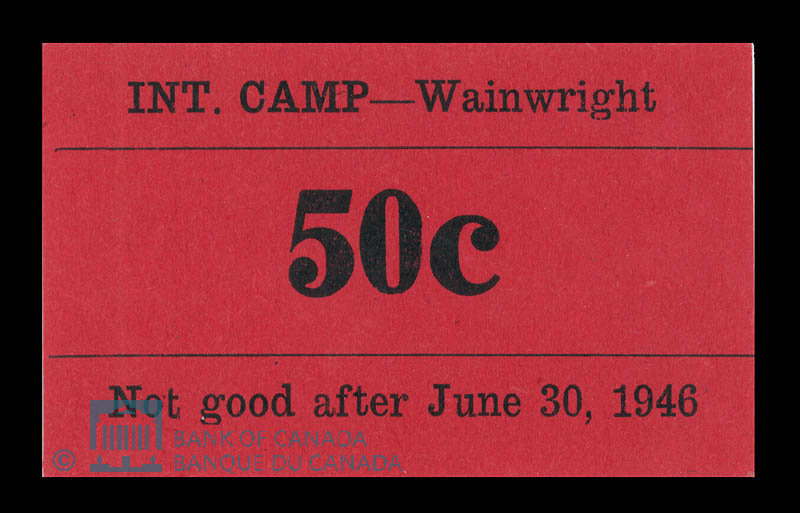 INT. CAMP—Wainwright
50c
Not good after June 30, 1946
© BANK OF CANADA
BANQUE DU CANADA